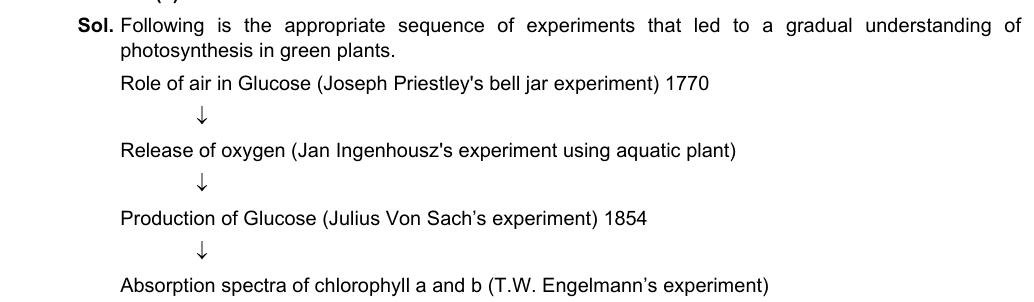 Sol. Following is the appropriate sequence of experiments that led to a gradual understanding of
photosynthesis in green plants.
Role of air in Glucose (Joseph Priestley's bell jar experiment) 1770
↓
Release of oxygen (Jan Ingenhousz's experiment using aquatic plant)
↓
Production of Glucose (Julius Von Sach’s experiment) 1854
↓
Absorption spectra of chlorophyll a and b (T.W. Engelmann’s experiment)